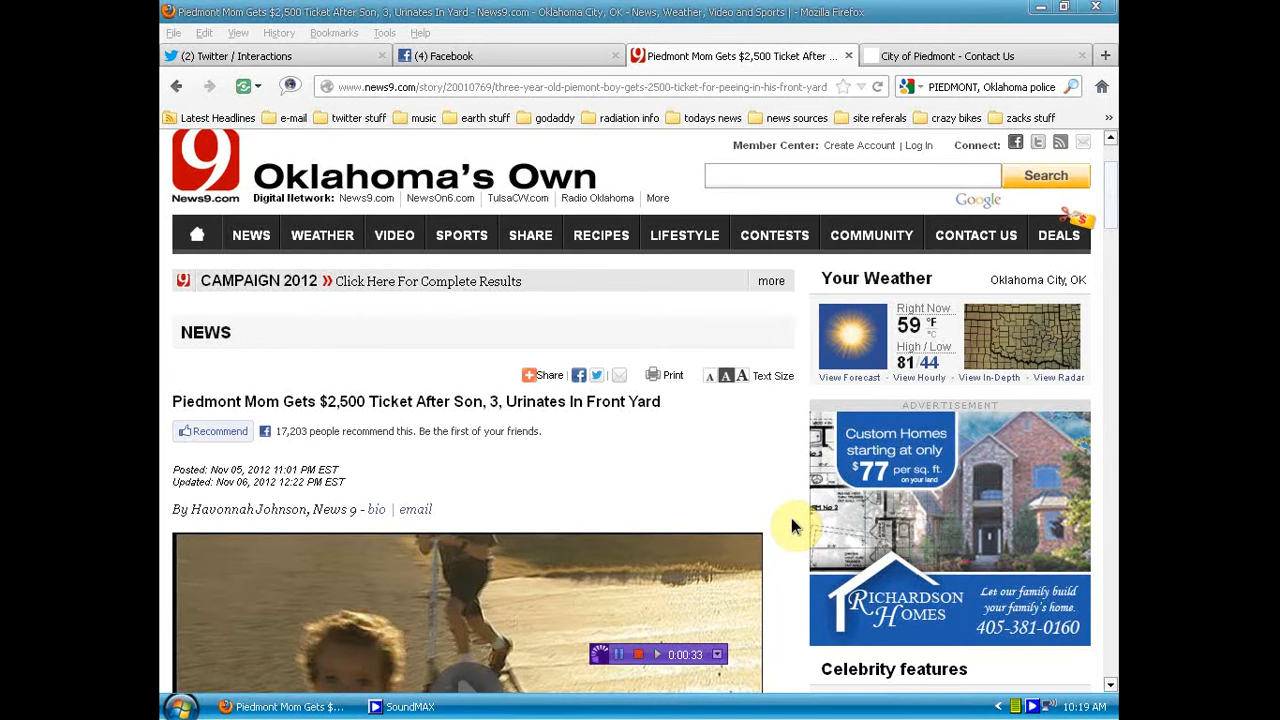 Piedmont Mom Gets $2,500 Ticket After Son, 3, Urinates In Yard - News9.com - Oklahoma City, OK - News, Weather, Video and Sports | - Mozilla Firefox
File View History Bookmarks Tools Help
(2) Twitter / Interactions
(4) Facebook
Piedmont Mom Gets $2,500 Ticket After ...
City of Piedmont - Contact Us
www.news9.com/story/20010769/three-year-old-piemont-boy-gets-2500-ticket-for-peeing-in-his-front-yard
PIEDMONT, Oklahoma police
Latest Headlines e-mail twitter stuff music earth stuff godaddy radiation info todays news news sources site referals crazy bikes zacks stuff
9
News9.com
Oklahoma's Own
Digital Network: News9.com NewsOn6.com TulsaCW.com Radio Oklahoma More
Member Center: Create Account | Log In Connect:
Search
Google
NEWS WEATHER VIDEO SPORTS SHARE RECIPES LIFESTYLE CONTESTS COMMUNITY CONTACT US DEALS
9 CAMPAIGN 2012 Click Here For Complete Results more
NEWS
Share Print A A A Text Size
Piedmont Mom Gets $2,500 Ticket After Son, 3, Urinates In Front Yard
Recommend 17,203 people recommend this. Be the first of your friends.
Posted: Nov 05, 2012 11:01 PM EST
Updated: Nov 06, 2012 12:22 PM EST
By Havonnah Johnson, News 9 - bio | email
0:00:33
Your Weather Oklahoma City, OK
Right Now
59 °F
°C
High / Low
81/44
View Forecast - View Hourly - View In-Depth - View Radar
ADVERTISEMENT
Custom Homes
starting at only
$77 per sq. ft.
on your land
RICHARDSON
HOMES
Let our family build
your family's home.
405-381-0160
Celebrity features
Piedmont Mom Gets $...
SoundMAX
10:19 AM